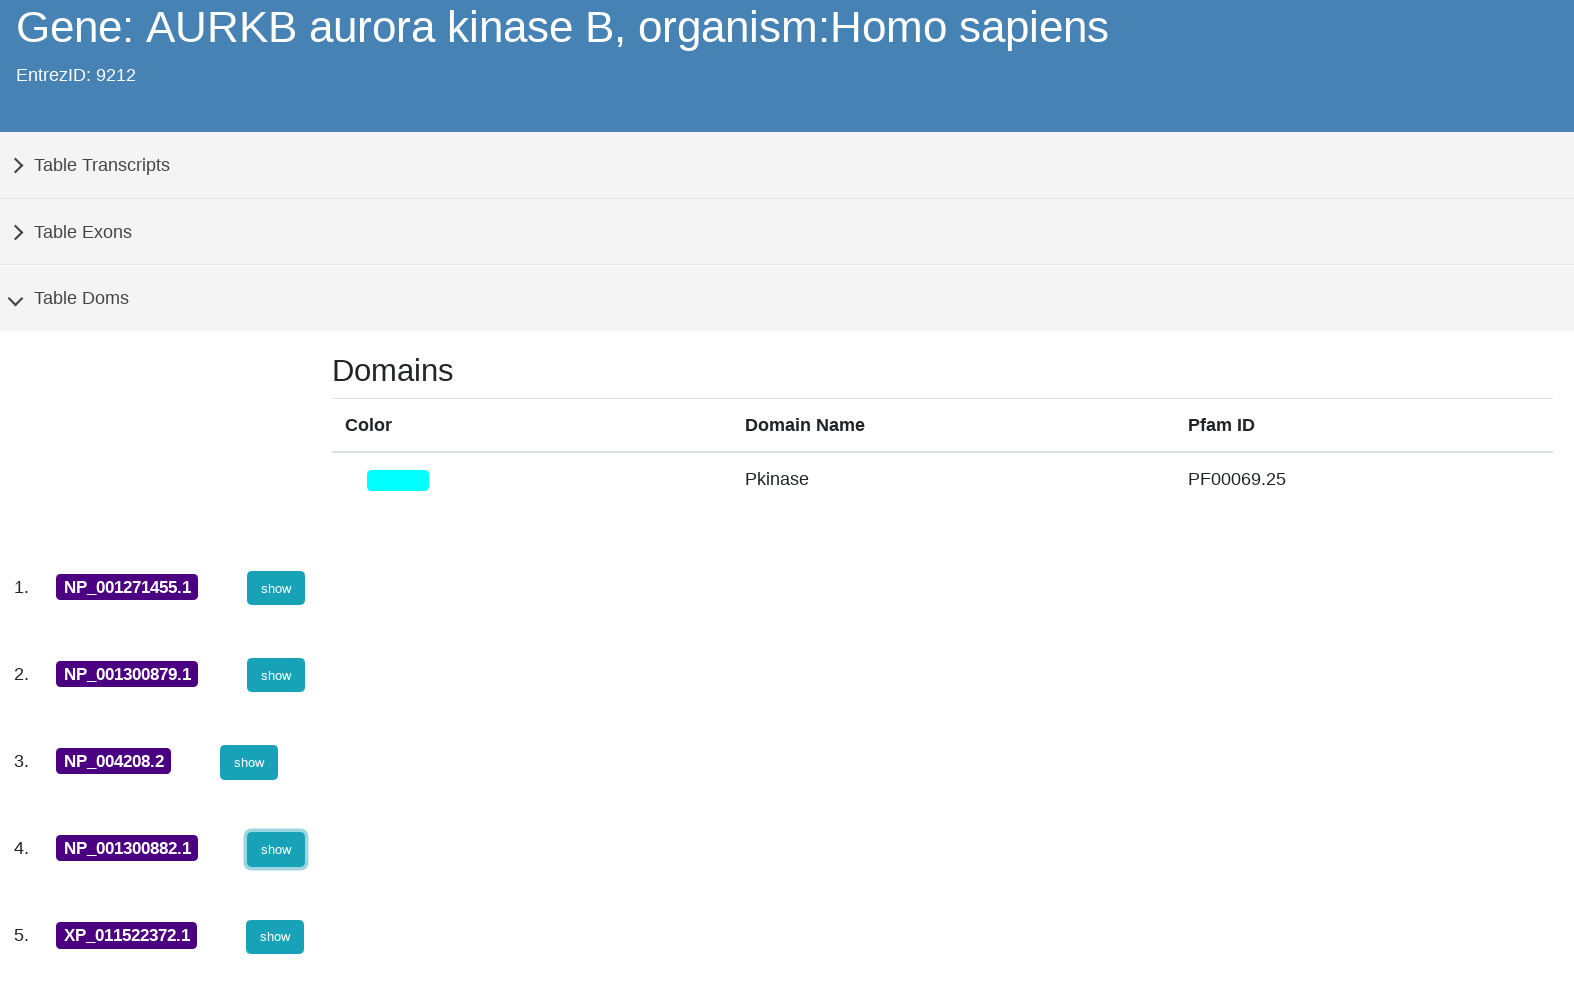 Gene: AURKB aurora kinase B, organism:Homo sapiens
EntrezID: 9212
Table Transcripts
Table Exons
Table Doms
Domains
Color Domain Name Pfam ID
Pkinase PF00069.25
1. NP_001271455.1 show
2. NP_001300879.1 show
3. NP_004208.2 show
4. NP_001300882.1 show
5. XP_011522372.1 show